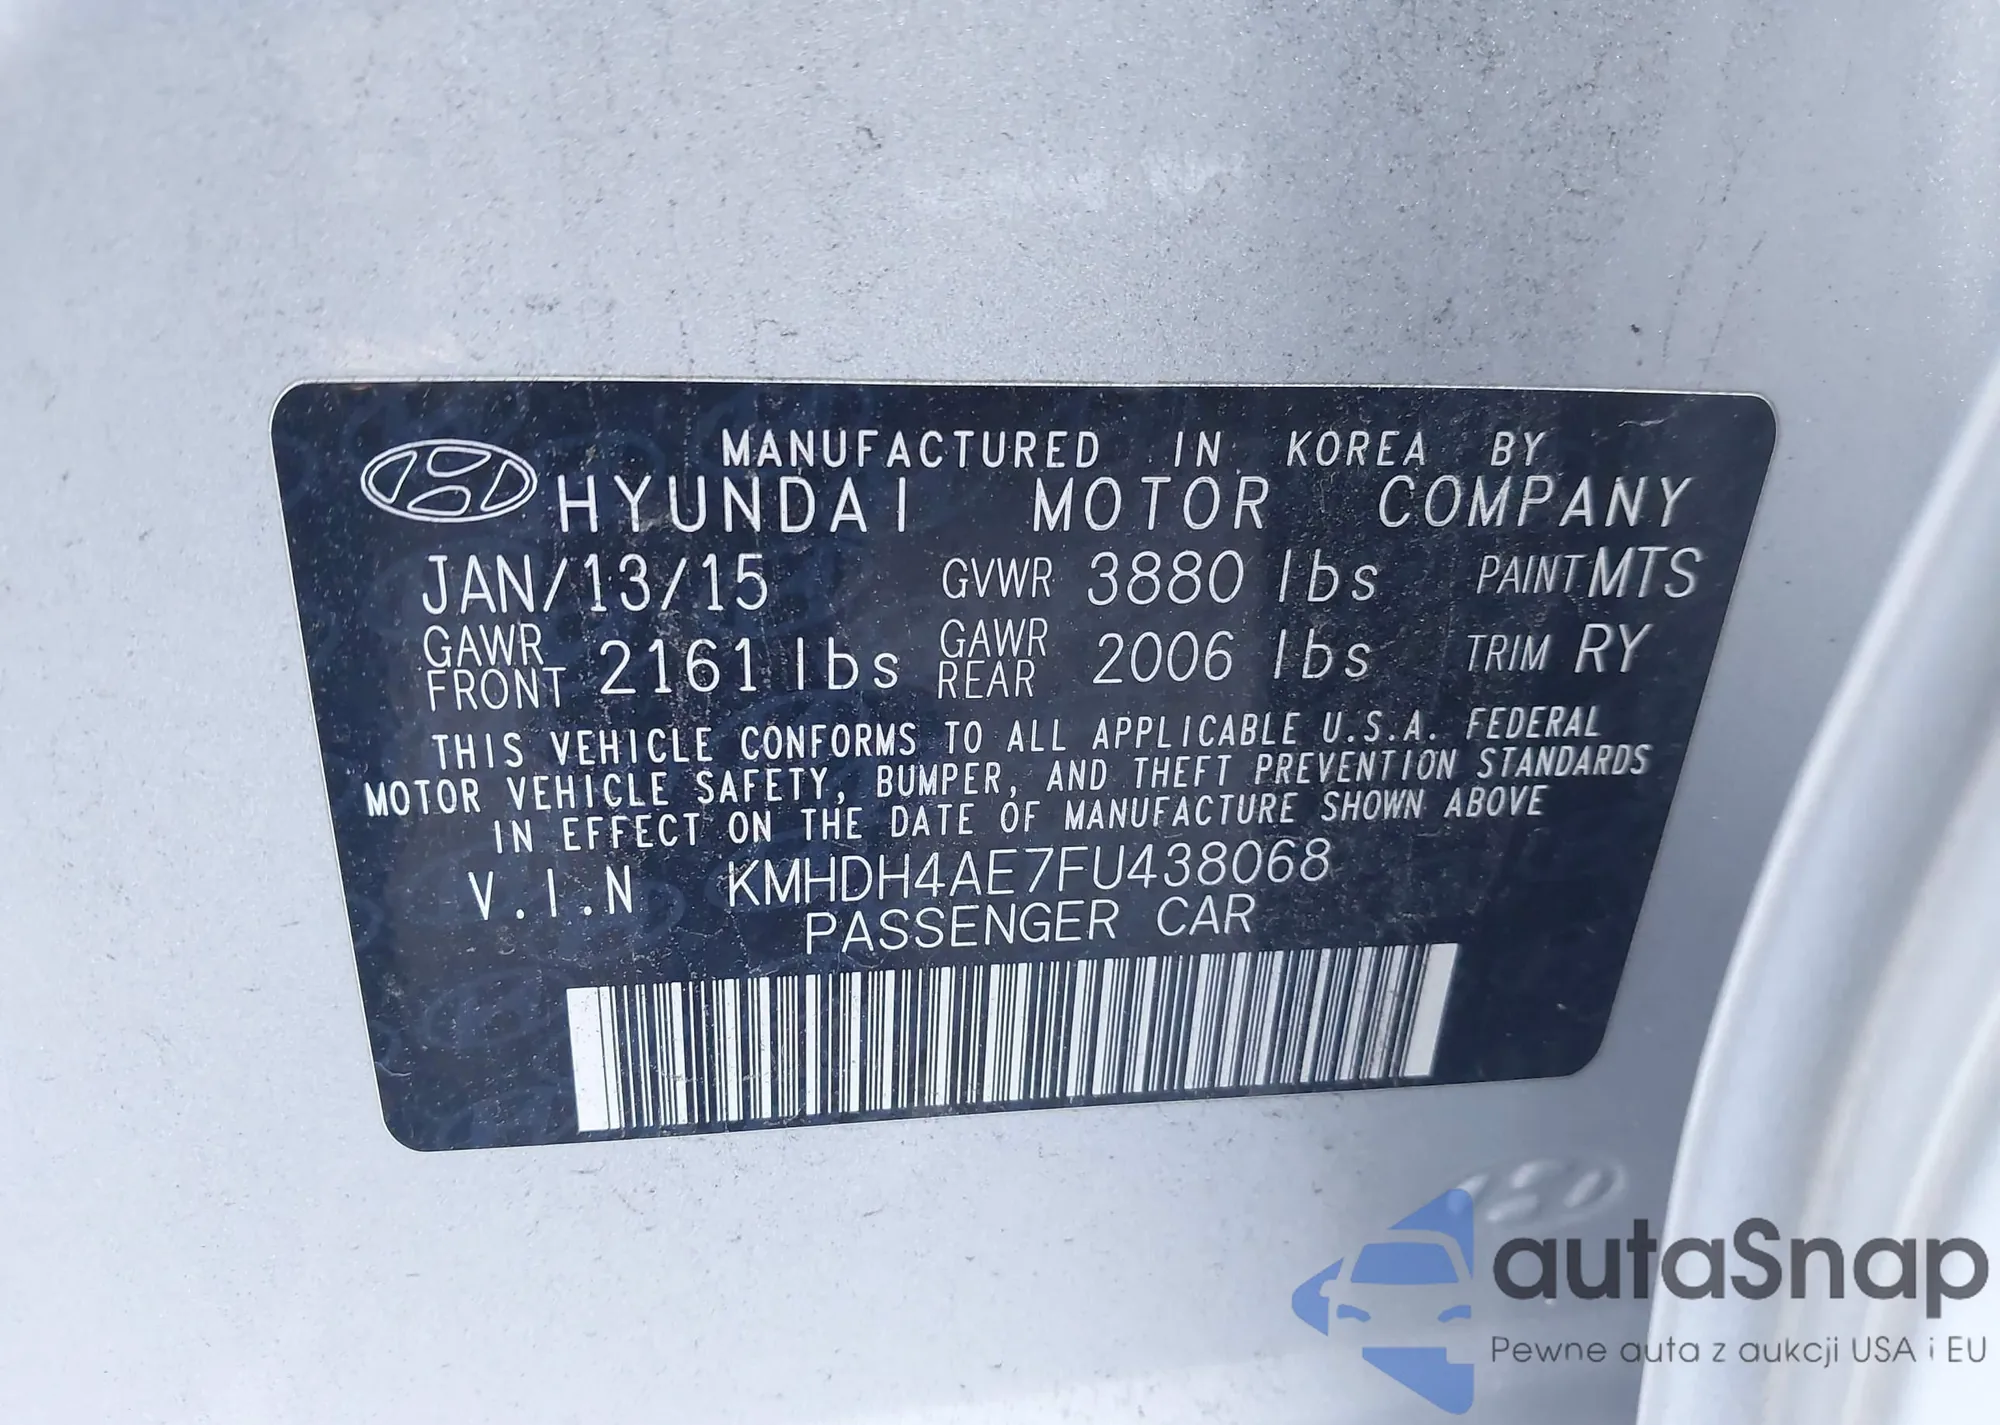 MANUFACTURED IN KOREA BY
HYUNDAI MOTOR COMPANY
JAN/13/15 GVWR 3880 lbs PAINT MTS
GAWR FRONT 2161 lbs GAWR REAR 2006 lbs TRIM RY
THIS VEHICLE CONFORMS TO ALL APPLICABLE U.S.A. FEDERAL
MOTOR VEHICLE SAFETY, BUMPER, AND THEFT PREVENTION STANDARDS
IN EFFECT ON THE DATE OF MANUFACTURE SHOWN ABOVE
V.I.N KMHDH4AE7FU438068
PASSENGER CAR
autaSnap
Pewne auta z aukcji USA i EU